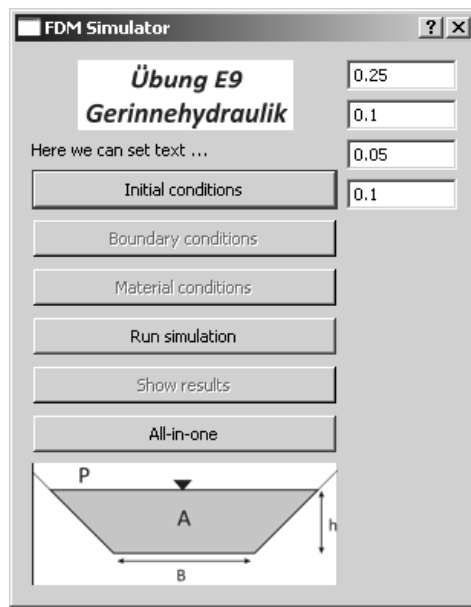 FDM Simulator
Übung E9
Gerinnehydraulik
Here we can set text ...
Initial conditions
Boundary conditions
Material conditions
Run simulation
Show results
All-in-one
0.25
0.1
0.05
0.1
P
A
h
B